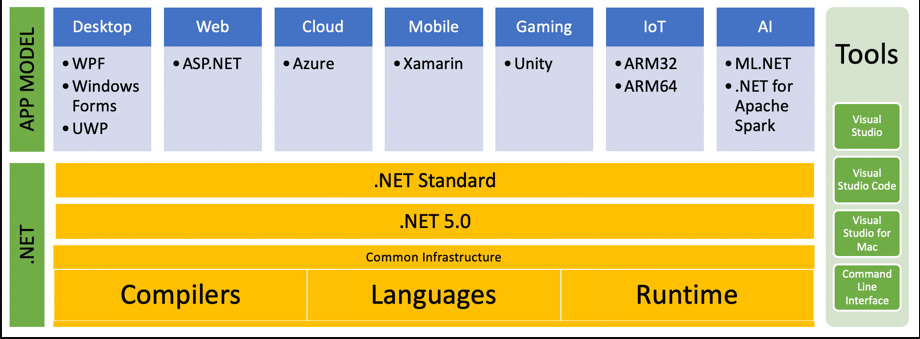 APP MODEL
Desktop
• WPF
• Windows
Forms
• UWP
Web
• ASP.NET
Cloud
• Azure
Mobile
• Xamarin
Gaming
• Unity
IoT
• ARM32
• ARM64
AI
• ML.NET
• .NET for
Apache
Spark
.NET
.NET Standard
.NET 5.0
Common Infrastructure
Compilers
Languages
Runtime
Tools
Visual
Studio
Visual
Studio Code
Visual
Studio for
Mac
Command
Line
Interface